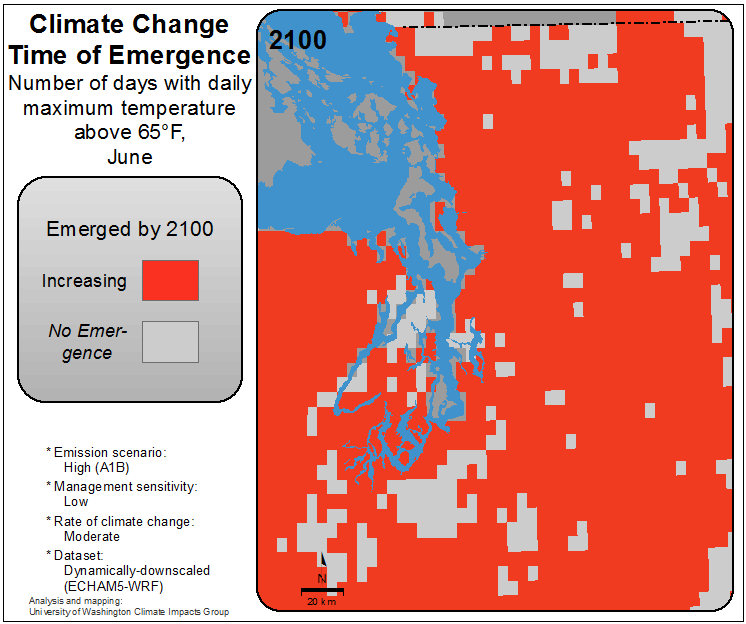 Climate Change
Time of Emergence
Number of days with daily
maximum temperature
above 65°F,
June
Emerged by 2100
Increasing
No Emer-
gence
* Emission scenario:
High (A1B)
* Management sensitivity:
Low
* Rate of climate change:
Moderate
* Dataset:
Dynamically-downscaled
(ECHAM5-WRF)
Analysis and mapping:
University of Washington Climate Impacts Group
2100
N
20 km